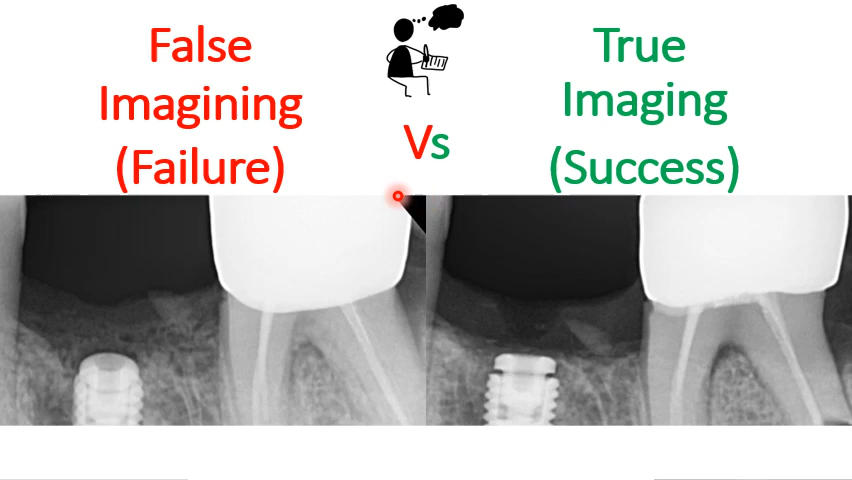 False
Imagining
(Failure)
Vs
True
Imaging
(Success)